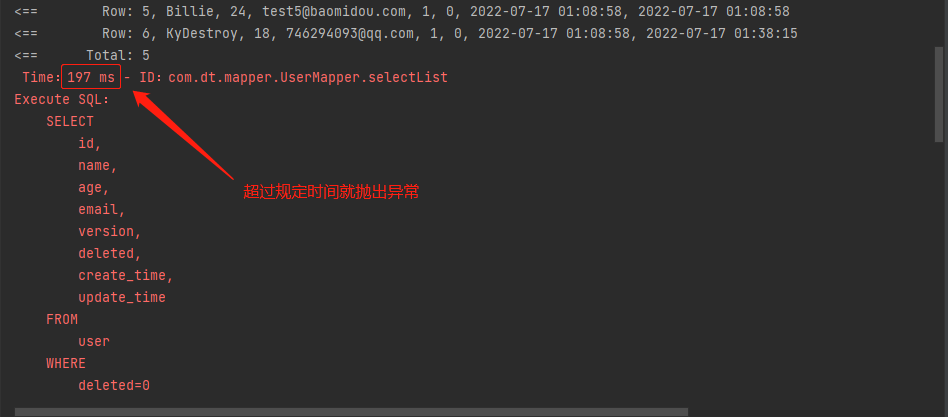 <==        Row: 5, Billie, 24, test5@baomidou.com, 1, 0, 2022-07-17 01:08:58, 2022-07-17 01:08:58
<==        Row: 6, KyDestroy, 18, 746294093@qq.com, 1, 0, 2022-07-17 01:08:58, 2022-07-17 01:38:15
<==      Total: 5
Time：197 ms - ID：com.dt.mapper.UserMapper.selectList
Execute SQL：
SELECT
id,
name,
age,
超过规定时间就抛出异常
email,
version,
deleted,
create_time,
update_time
FROM
user
WHERE
deleted=0